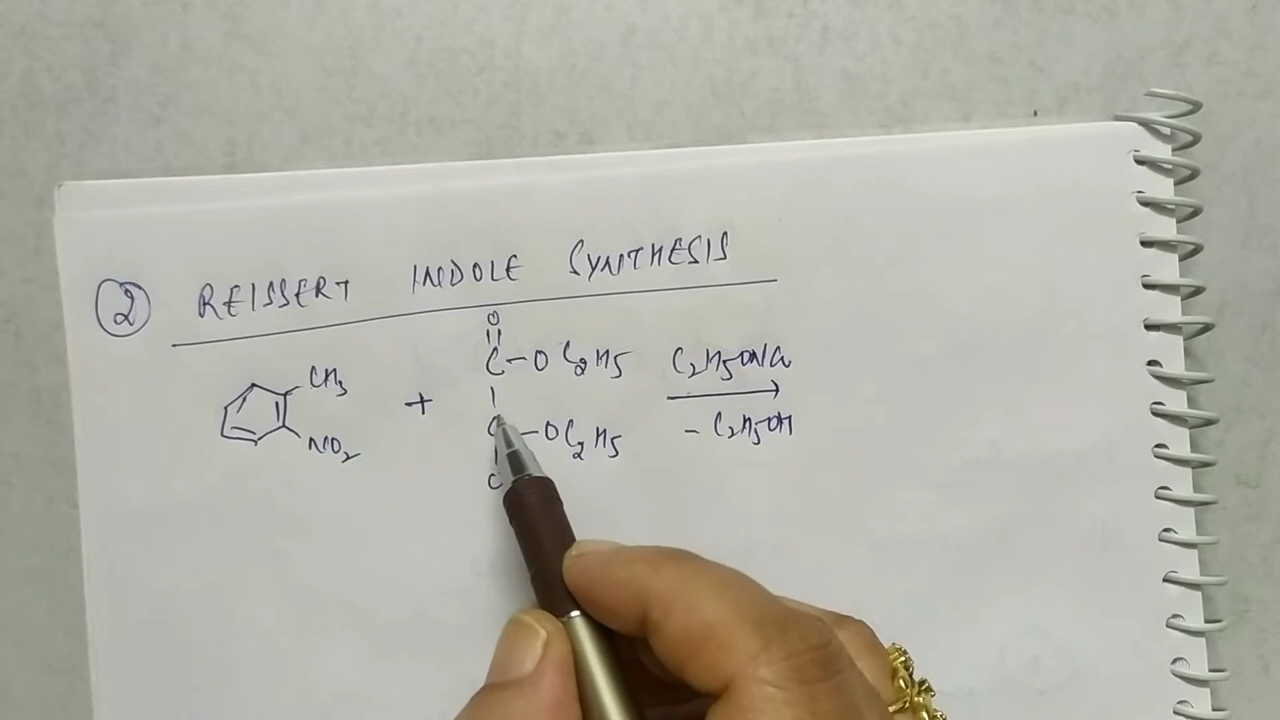 ② REISSERT INDOLE SYNTHESIS
O
CH3 C-OC2H5 C2H5ONa
+
NO2 C-OC2H5 - C2H5OH
C